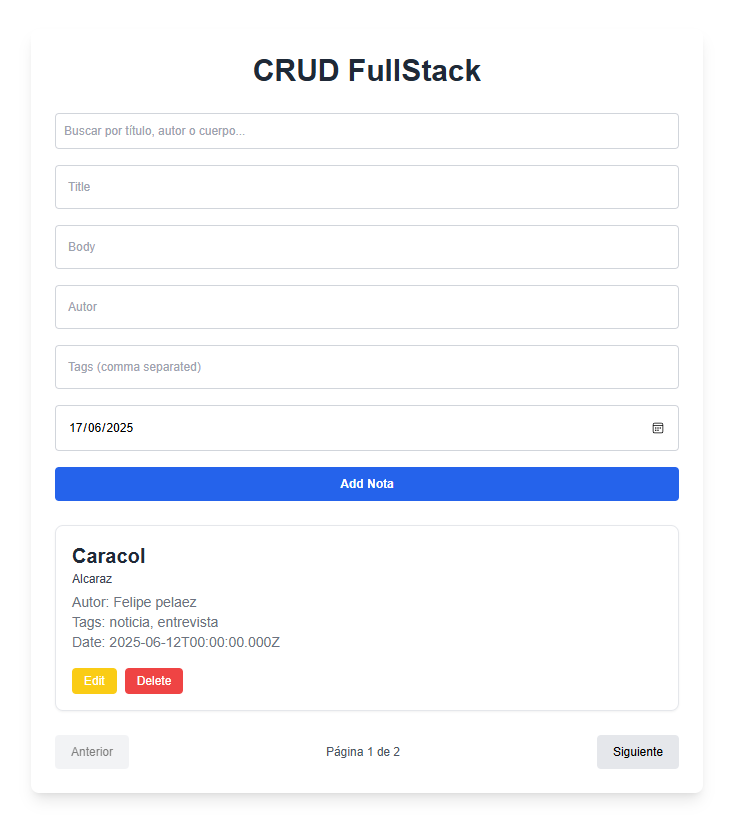 CRUD FullStack
Buscar por título, autor o cuerpo...
Title
Body
Autor
Tags (comma separated)
17/06/2025
Add Nota
Caracol
Alcaraz
Autor: Felipe pelaez
Tags: noticia, entrevista
Date: 2025-06-12T00:00:00.000Z
Edit Delete
Anterior Página 1 de 2 Siguiente